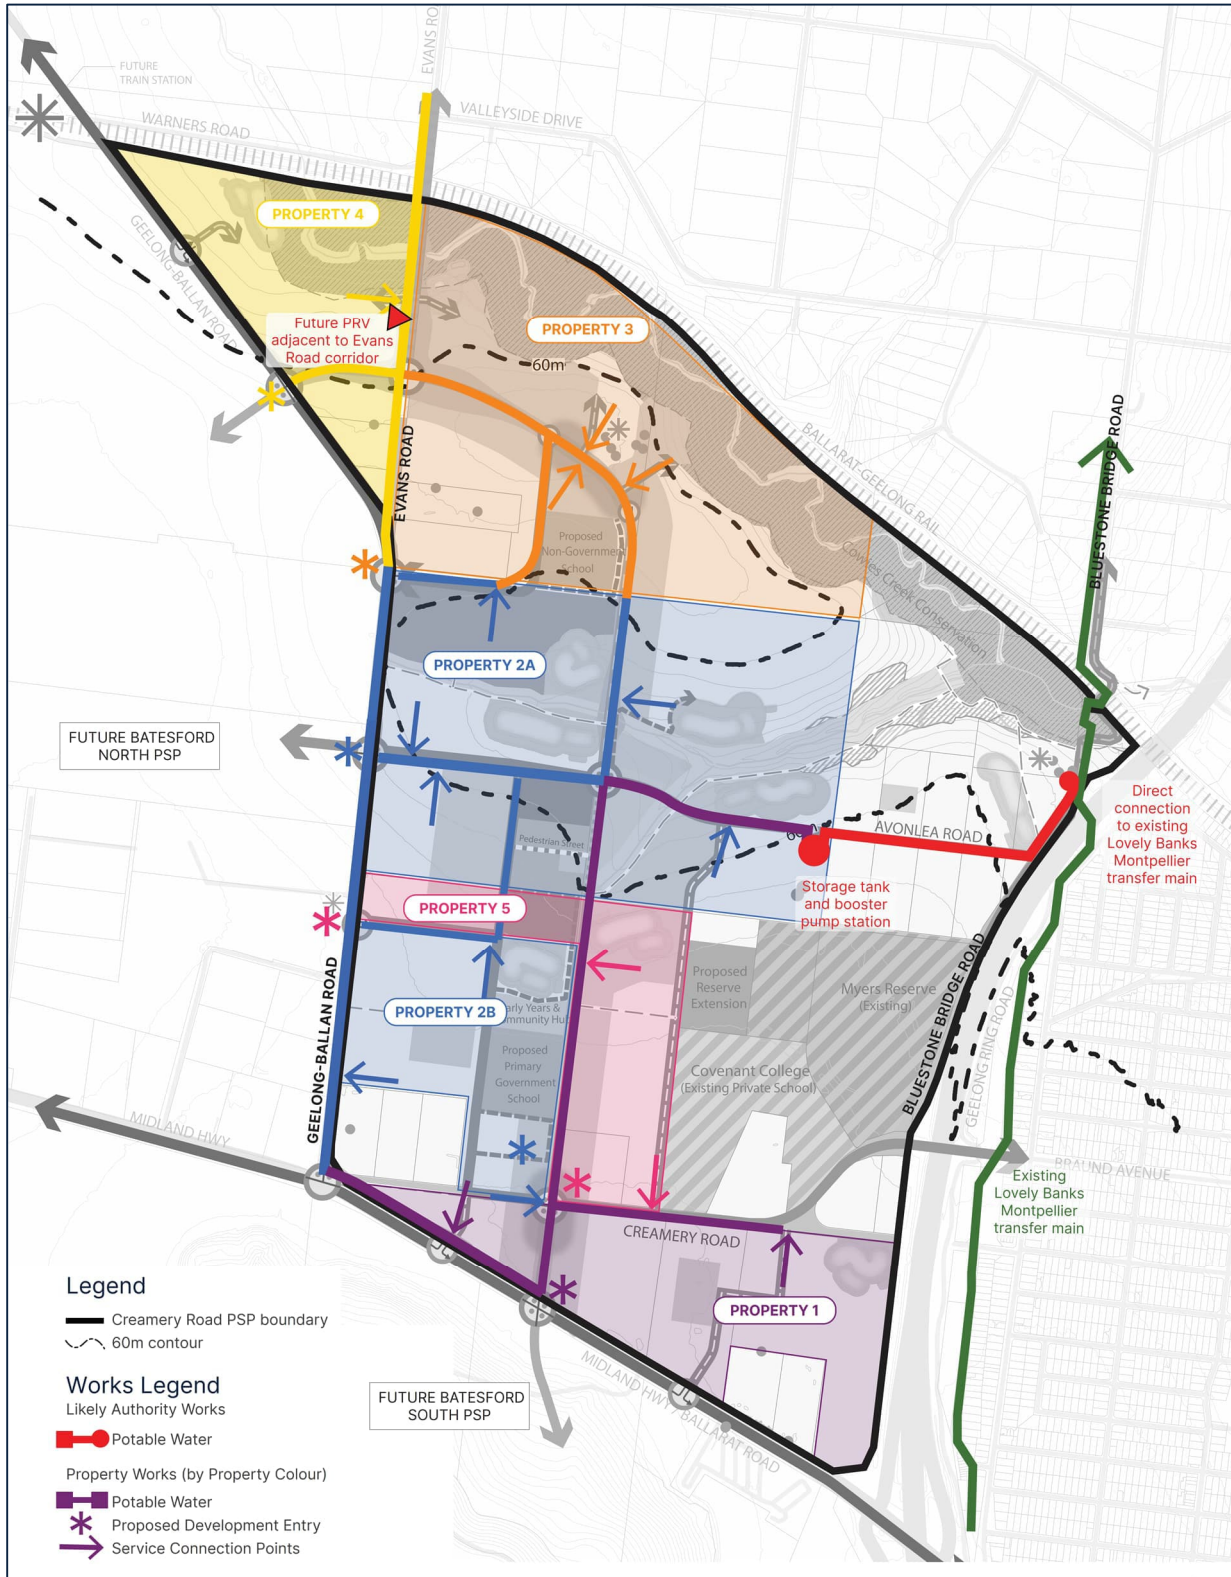 FUTURE
TRAIN STATION
WARNERS ROAD
EVANS RO
VALLEYSIDE DRIVE
PROPERTY 4
GEELONG-BALLAN ROAD
Future PRV
adjacent to Evans
Road corridor
PROPERTY 3
60m
EVANS ROAD
BALLARAT-GEELONG RAIL
BLUESTONE BRIDGE ROAD
Proposed
Non-Government
School
Cowies Creek Conservation
PROPERTY 2A
FUTURE BATESFORD
NORTH PSP
Pedestrian Street
AVONLEA ROAD
Direct
connection
to existing
Lovely Banks
Montpellier
transfer main
Storage tank
and booster
pump station
PROPERTY 5
Proposed
Reserve
Extension
Myers Reserve
(Existing)
BLUESTONE BRIDGE ROAD
GEELONG RING ROAD
GEELONG-BALLAN ROAD
PROPERTY 2B
arly Years &
mmunity Hu
Proposed
Primary
Government
School
Covenant College
(Existing Private School)
MIDLAND HWY
BRAUND AVENUE
Existing
Lovely Banks
Montpellier
transfer main
CREAMERY ROAD
PROPERTY 1
MIDLAND HWY / BALLARAT ROAD
FUTURE BATESFORD
SOUTH PSP
Legend
Creamery Road PSP boundary
60m contour
Works Legend
Likely Authority Works
Potable Water
Property Works (by Property Colour)
Potable Water
Proposed Development Entry
Service Connection Points